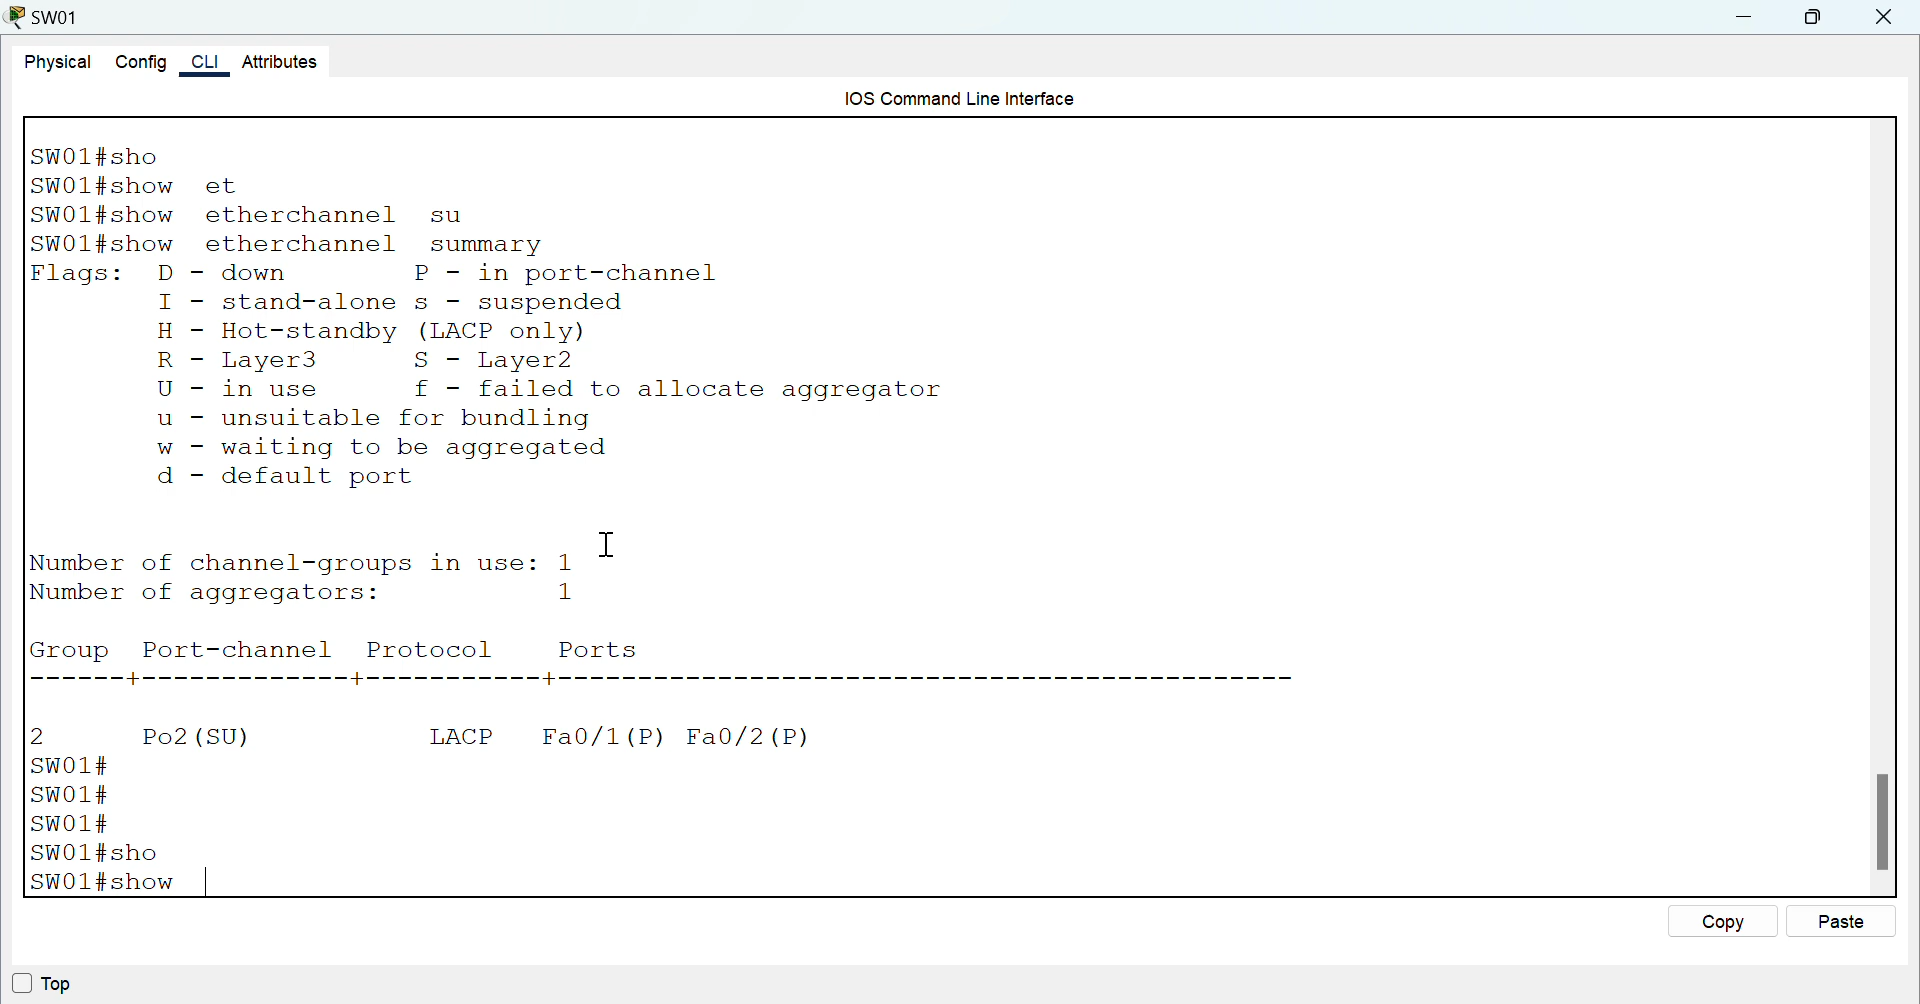 SW01
Physical Config CLI Attributes
IOS Command Line Interface
SW01#sho
SW01#show  et
SW01#show  etherchannel  su
SW01#show  etherchannel  summary
Flags:  D - down        P - in port-channel
        I - stand-alone s - suspended
        H - Hot-standby (LACP only)
        R - Layer3      S - Layer2
        U - in use      f - failed to allocate aggregator
        u - unsuitable for bundling
        w - waiting to be aggregated
        d - default port
Number of channel-groups in use: 1
Number of aggregators:           1
Group  Port-channel  Protocol    Ports
------+-------------+-----------+----------------------------------------------
2      Po2(SU)           LACP   Fa0/1(P) Fa0/2(P)
SW01#
SW01#
SW01#
SW01#sho
SW01#show
Copy Paste
Top